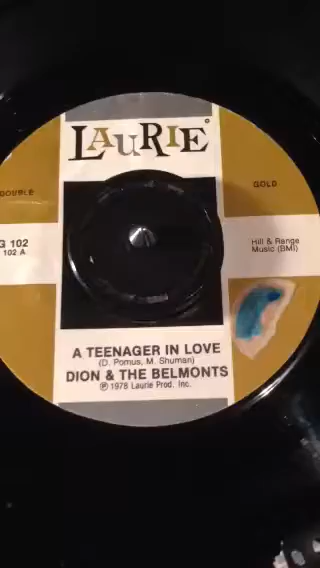 LAURIE
DOUBLE
GOLD
G 102
102 A
Hill & Range
Music (BMI)
A TEENAGER IN LOVE
(D. Pomus, M. Shuman)
DION & THE BELMONTS
℗ 1978 Laurie Prod. Inc.